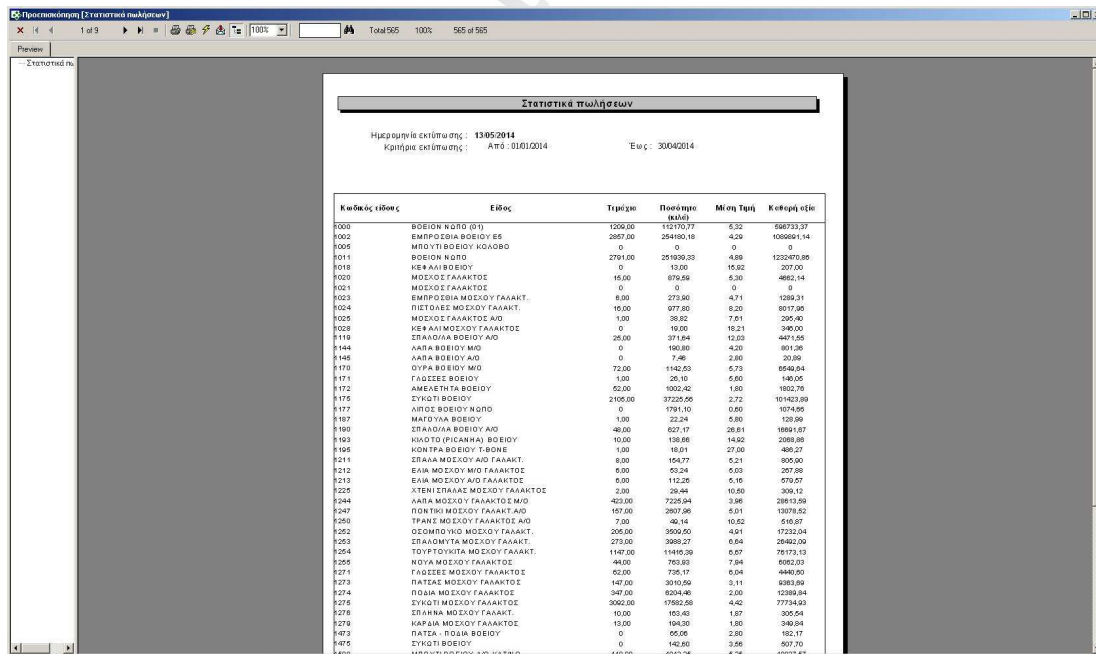 Προεπισκόπηση [Στατιστικά πωλήσεων]
1 of 9 100% Total:565 100% 565 of 565
Preview
Στατιστικά πω
Στατιστικά πωλήσεων
Ημερομηνία εκτύπωσης : 13/05/2014
Κριτήρια εκτύπωσης : Από : 01/01/2014 Έως : 30/04/2014
Κωδικός είδους Είδος Τεμάχια Ποσότητα (κιλά) Μέση Τιμή Καθαρή αξία
1000 ΒΟΕΙΟΝ ΝΩΠΟ (01) 1209,00 112170,77 5,32 596733,37
1002 ΕΜΠΡΟΣΘΙΑ ΒΟΕΙΟΥ Ε5 2857,00 254180,18 4,29 1089891,14
1005 ΜΠΟΥΤΙ ΒΟΕΙΟΥ ΚΟΛΟΒΟ 0 0 0 0
1011 ΒΟΕΙΟΝ ΝΩΠΟ 2791,00 251939,33 4,89 1232470,86
1018 ΚΕΦΑΛΙ ΒΟΕΙΟΥ 0 13,00 15,92 207,00
1020 ΜΟΣΧΟΣ ΓΑΛΑΚΤΟΣ 15,00 879,59 5,30 4662,14
1021 ΜΟΣΧΟΣ ΓΑΛΑΚΤΟΣ 0 0 0 0
1023 ΕΜΠΡΟΣΘΙΑ ΜΟΣΧΟΥ ΓΑΛΑΚΤ. 6,00 273,90 4,71 1289,31
1024 ΠΙΣΤΟΛΕΣ ΜΟΣΧΟΥ ΓΑΛΑΚΤ. 16,00 977,80 8,20 8017,96
1025 ΜΟΣΧΟΣ ΓΑΛΑΚΤΟΣ Α/Ο 1,00 38,82 7,61 295,40
1028 ΚΕΦΑΛΙ ΜΟΣΧΟΥ ΓΑΛΑΚΤΟΣ 0 19,00 18,21 346,00
1119 ΣΠΑΛΟ/ΛΑ ΒΟΕΙΟΥ Α/Ο 25,00 371,64 12,03 4471,55
1144 ΛΑΠΑ ΒΟΕΙΟΥ Μ/Ο 0 190,80 4,20 801,36
1145 ΛΑΠΑ ΒΟΕΙΟΥ Α/Ο 0 7,46 2,80 20,89
1170 ΟΥΡΑ ΒΟΕΙΟΥ Μ/Ο 72,00 1142,53 5,73 6549,64
1171 ΓΛΩΣΣΕΣ ΒΟΕΙΟΥ 1,00 26,10 5,60 146,05
1172 ΑΜΕΛΕΤΗΤΑ ΒΟΕΙΟΥ 52,00 1002,42 1,80 1802,76
1175 ΣΥΚΩΤΙ ΒΟΕΙΟΥ 2105,00 37225,56 2,72 101423,89
1177 ΛΙΠΟΣ ΒΟΕΙΟΥ ΝΩΠΟ 0 1791,10 0,60 1074,66
1187 ΜΑΓΟΥΛΑ ΒΟΕΙΟΥ 1,00 22,24 5,80 128,99
1190 ΣΠΑΛΟ/ΛΑ ΒΟΕΙΟΥ Α/Ο 48,00 627,17 26,61 16691,67
1193 ΚΙΛΟΤΟ (PICANHA) ΒΟΕΙΟΥ 10,00 138,66 14,92 2068,86
1195 ΚΟΝΤΡΑ ΒΟΕΙΟΥ T-BONE 1,00 18,01 27,00 486,27
1211 ΣΠΑΛΑ ΜΟΣΧΟΥ Α/Ο ΓΑΛΑΚΤ. 8,00 154,77 5,21 805,90
1212 ΕΛΙΑ ΜΟΣΧΟΥ Μ/Ο ΓΑΛΑΚΤΟΣ 6,00 53,24 5,03 267,88
1213 ΕΛΙΑ ΜΟΣΧΟΥ Α/Ο ΓΑΛΑΚΤΟΣ 6,00 112,26 5,16 579,57
1225 ΧΤΕΝΙ ΣΠΑΛΑΣ ΜΟΣΧΟΥ ΓΑΛΑΚΤΟΣ 2,00 29,44 10,50 309,12
1244 ΛΑΠΑ ΜΟΣΧΟΥ ΓΑΛΑΚΤΟΣ Μ/Ο 423,00 7225,94 3,96 28613,59
1247 ΠΟΝΤΙΚΙ ΜΟΣΧΟΥ ΓΑΛΑΚΤ.Α/Ο 157,00 2607,96 5,01 13078,52
1250 ΤΡΑΝΣ ΜΟΣΧΟΥ ΓΑΛΑΚΤΟΣ Α/Ο 7,00 49,14 10,52 516,87
1252 ΟΣΟΜΠΟΥΚΟ ΜΟΣΧΟΥ ΓΑΛΑΚΤ. 205,00 3509,50 4,91 17232,04
1253 ΣΠΑΛΟΜΥΤΑ ΜΟΣΧΟΥ ΓΑΛΑΚΤ. 273,00 3988,27 6,64 26492,09
1254 ΤΟΥΡΤΟΥΚΙΤΑ ΜΟΣΧΟΥ ΓΑΛΑΚΤ. 1147,00 11416,39 6,67 76173,13
1255 ΝΟΥΑ ΜΟΣΧΟΥ ΓΑΛΑΚΤ. 44,00 763,93 7,94 6062,03
1271 ΓΛΩΣΣΕΣ ΜΟΣΧΟΥ ΓΑΛΑΚΤΟΣ 62,00 735,17 6,04 4440,60
1273 ΠΑΤΣΑΣ ΜΟΣΧΟΥ ΓΑΛΑΚΤΟΣ 147,00 3010,59 3,11 9363,69
1274 ΠΟΔΙΑ ΜΟΣΧΟΥ ΓΑΛΑΚΤΟΣ 347,00 6204,46 2,00 12389,84
1275 ΣΥΚΩΤΙ ΜΟΣΧΟΥ ΓΑΛΑΚΤΟΣ 3092,00 17582,58 4,42 77734,93
1276 ΣΠΛΗΝΑ ΜΟΣΧΟΥ ΓΑΛΑΚΤ. 10,00 163,43 1,87 305,54
1279 ΚΑΡΔΙΑ ΜΟΣΧΟΥ ΓΑΛΑΚΤΟΣ 13,00 194,30 1,80 349,84
1473 ΠΑΤΣΑ - ΠΟΔΙΑ ΒΟΕΙΟΥ 0 65,06 2,80 182,17
1475 ΣΥΚΩΤΙ ΒΟΕΙΟΥ 0 142,60 3,56 507,70